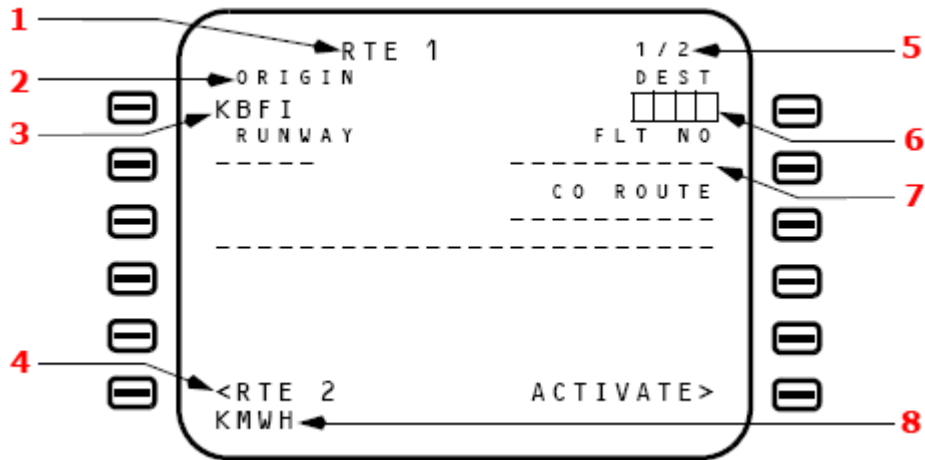 1 RTE 1 1/2 5
2 ORIGIN DEST
3 KBFI 6
RUNWAY FLT NO
----- ----------
7
CO ROUTE
----------
------------------------
4 <RTE 2 ACTIVATE>
KMWH 8